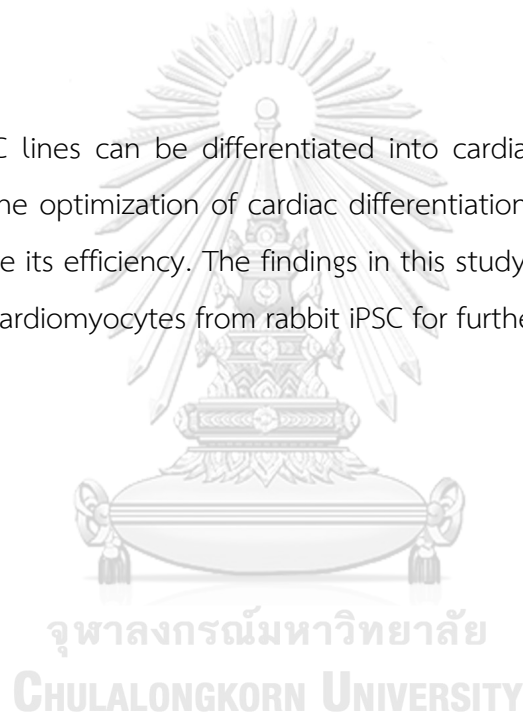 C lines can be differentiated into cardia
he optimization of cardiac differentiation
e its efficiency. The findings in this study
ardiomyocytes from rabbit iPSC for furthe
จุฬาลงกรณ์มหาวิทยาลัย
CHULALONGKORN UNIVERSITY